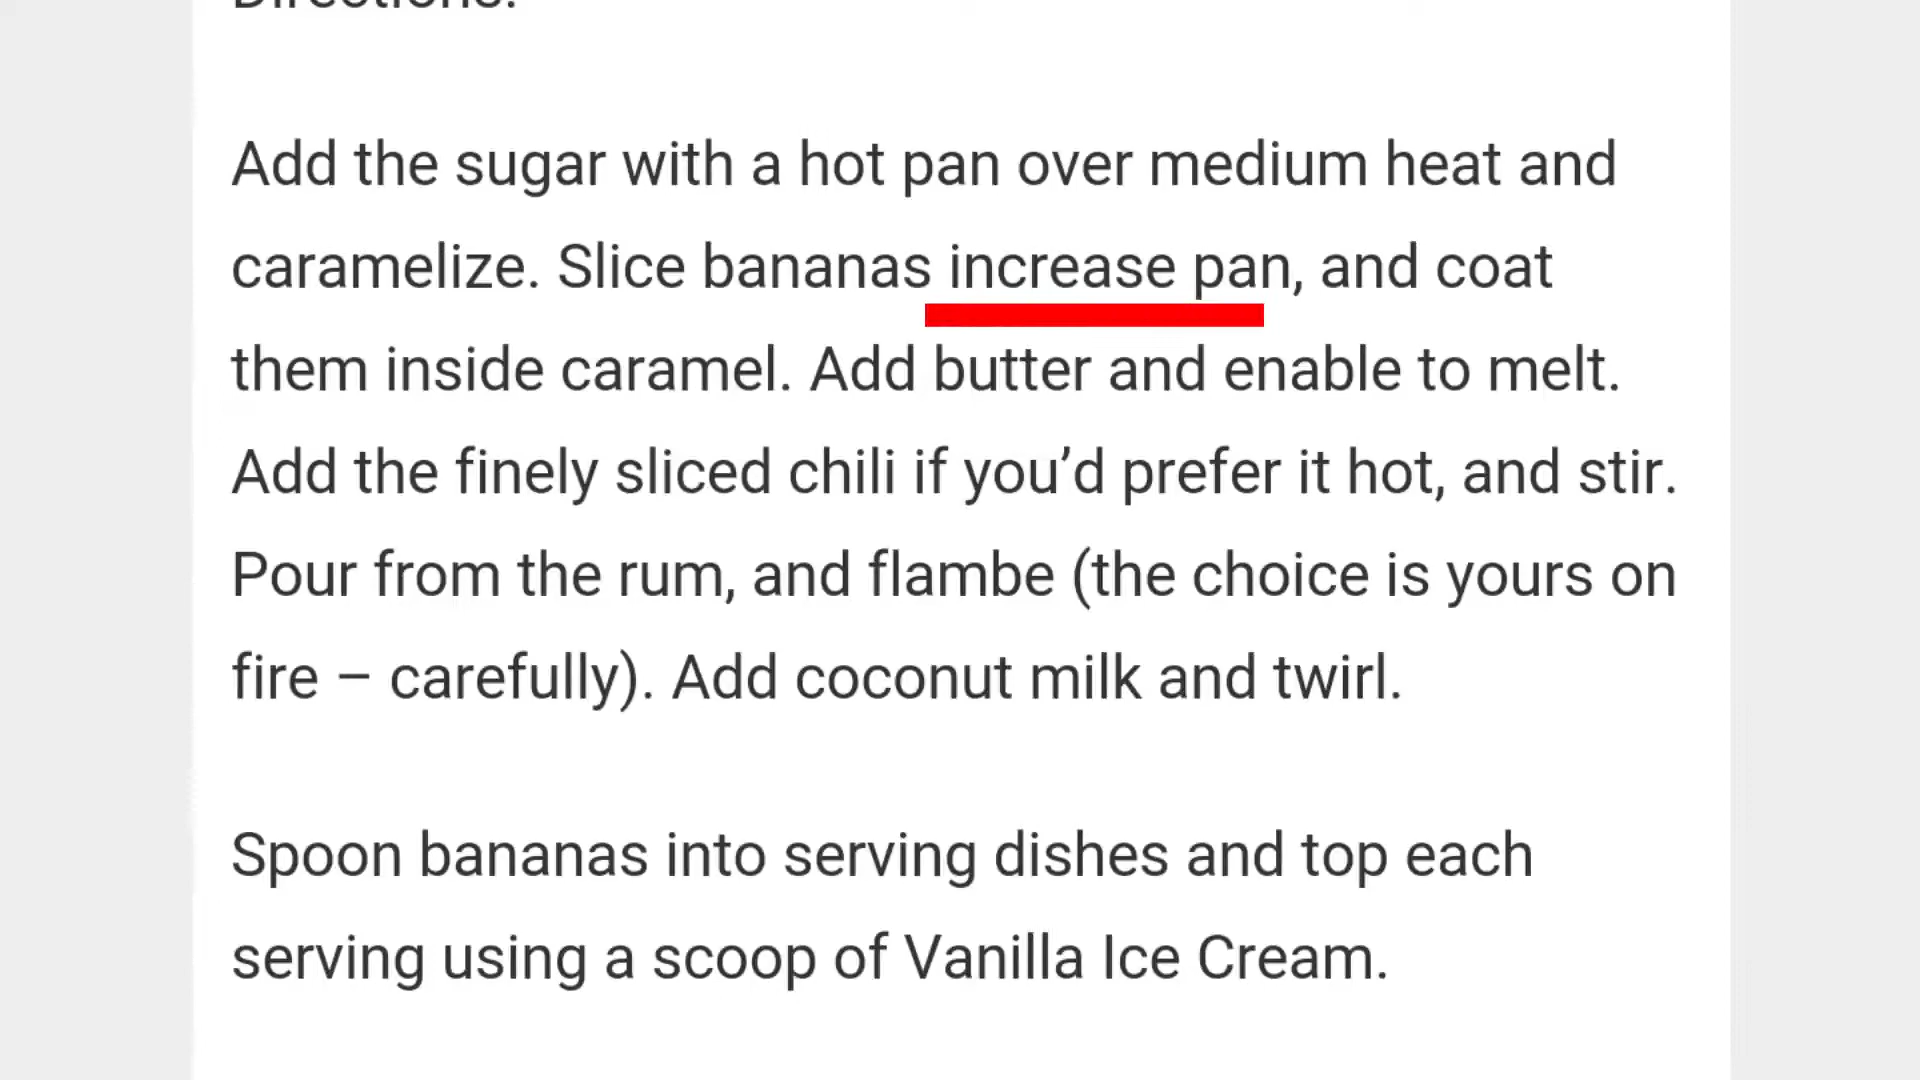 Directions:
Add the sugar with a hot pan over medium heat and
caramelize. Slice bananas increase pan, and coat
them inside caramel. Add butter and enable to melt.
Add the finely sliced chili if you’d prefer it hot, and stir.
Pour from the rum, and flambe (the choice is yours on
fire – carefully). Add coconut milk and twirl.
Spoon bananas into serving dishes and top each
serving using a scoop of Vanilla Ice Cream.